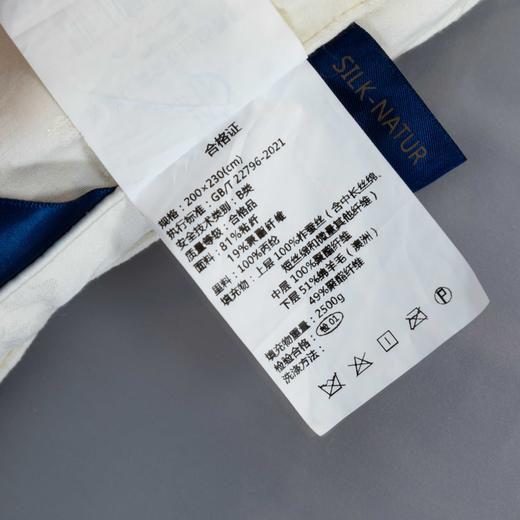 SILK-NATUR
合格证
规格：200×230(cm)
执行标准：GB/T 22796-2021
安全技术类别：B类
质量等级：合格品
面料：81%粘纤
19%聚酯纤维
里料：100%丙纶
填充物：上层 100%柞蚕丝（含中长丝绵、
短丝绵和微量其他纤维）
中层 100%聚酯纤维
下层 51%绵羊毛（澳洲）
49%聚酯纤维
填充物重量：2500g
检验合格：检 01
洗涤方法：
P